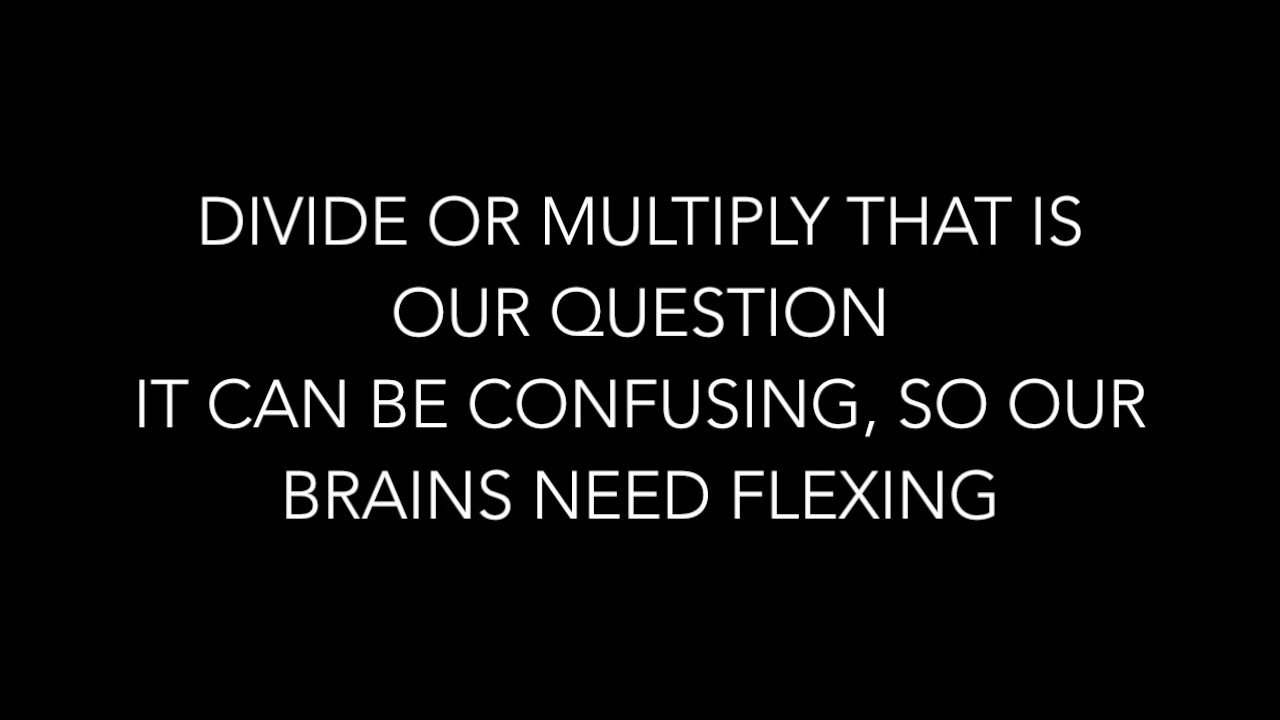 DIVIDE OR MULTIPLY THAT IS
OUR QUESTION
IT CAN BE CONFUSING, SO OUR
BRAINS NEED FLEXING